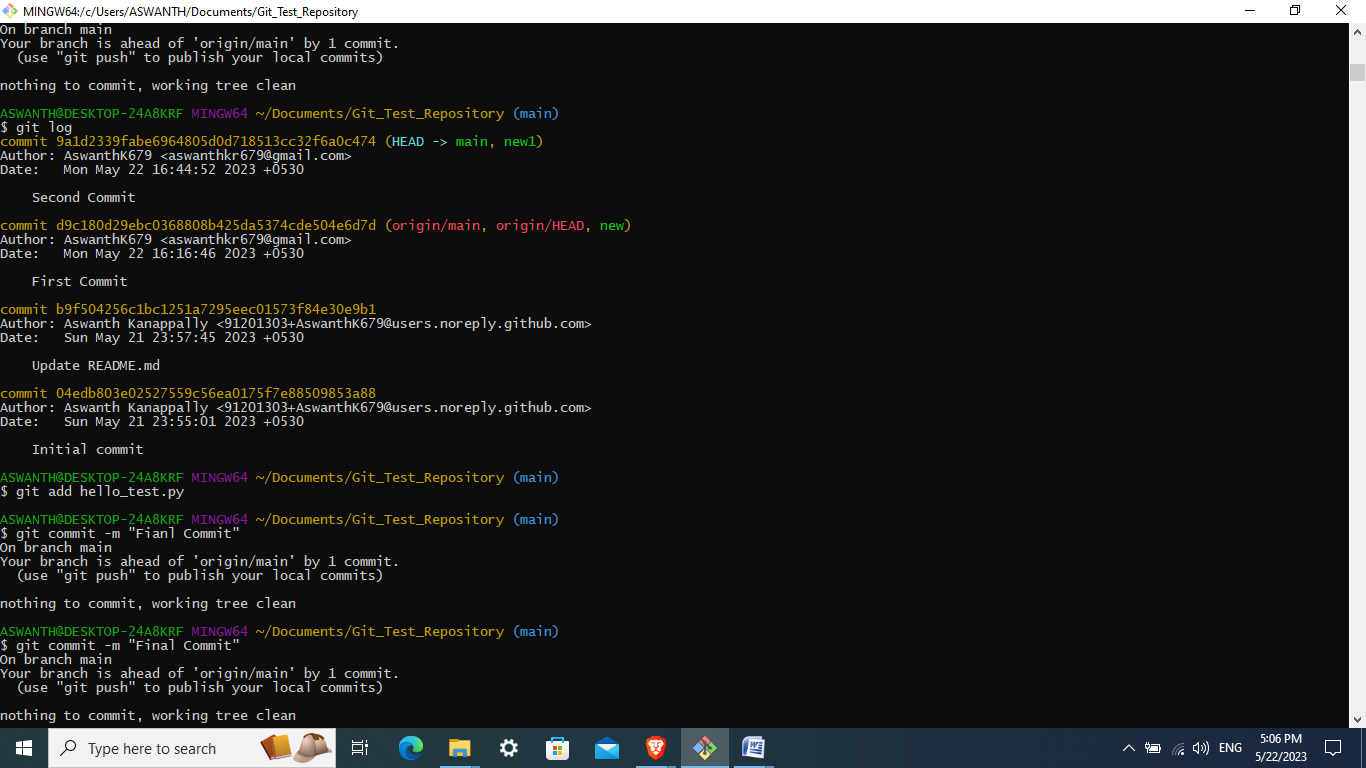 MINGW64:/c/Users/ASWANTH/Documents/Git_Test_Repository
On branch main
Your branch is ahead of 'origin/main' by 1 commit.
  (use "git push" to publish your local commits)

nothing to commit, working tree clean

ASWANTH@DESKTOP-24A8KRF MINGW64 ~/Documents/Git_Test_Repository (main)
$ git log
commit 9a1d2339fabe6964805d0d718513cc32f6a0c474 (HEAD -> main, new1)
Author: AswanthK679 <aswanthkr679@gmail.com>
Date:   Mon May 22 16:44:52 2023 +0530

    Second Commit

commit d9c180d29ebc0368808b425da5374cde504e6d7d (origin/main, origin/HEAD, new)
Author: AswanthK679 <aswanthkr679@gmail.com>
Date:   Mon May 22 16:16:46 2023 +0530

    First Commit

commit b9f504256c1bc1251a7295eec01573f84e30e9b1
Author: Aswanth Kanappally <91201303+AswanthK679@users.noreply.github.com>
Date:   Sun May 21 23:57:45 2023 +0530

    Update README.md

commit 04edb803e02527559c56ea0175f7e88509853a88
Author: Aswanth Kanappally <91201303+AswanthK679@users.noreply.github.com>
Date:   Sun May 21 23:55:01 2023 +0530

    Initial commit

ASWANTH@DESKTOP-24A8KRF MINGW64 ~/Documents/Git_Test_Repository (main)
$ git add hello_test.py

ASWANTH@DESKTOP-24A8KRF MINGW64 ~/Documents/Git_Test_Repository (main)
$ git commit -m "Fianl Commit"
On branch main
Your branch is ahead of 'origin/main' by 1 commit.
  (use "git push" to publish your local commits)

nothing to commit, working tree clean

ASWANTH@DESKTOP-24A8KRF MINGW64 ~/Documents/Git_Test_Repository (main)
$ git commit -m "Final Commit"
On branch main
Your branch is ahead of 'origin/main' by 1 commit.
  (use "git push" to publish your local commits)

nothing to commit, working tree clean
Type here to search
W
ENG
5:06 PM
5/22/2023